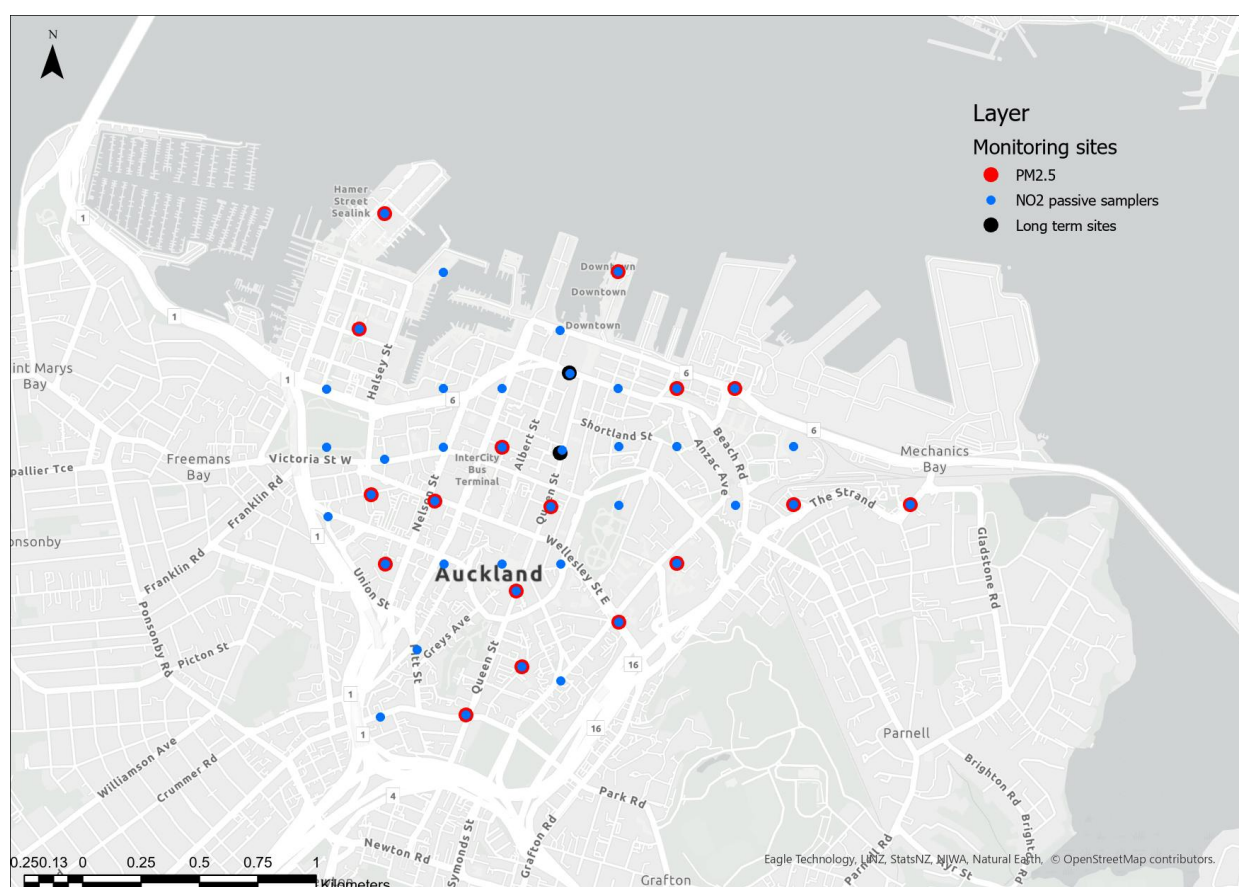 N
Layer
Monitoring sites
PM2.5
NO2 passive samplers
Long term sites
Hamer
Street
Sealink
1
Downtown
Downtown
Downtown
1
int Marys
Bay
Halsey St
1
6
6
6
Albert St
Shortland St
Anzac Ave
Beach Rd
Mechanics
Bay
pallier Tce
Freemans
Bay
Victoria St W
InterCity
Bus
Terminal
Franklin Rd
Nelson St
Queen St
The Strand
onsonby
1
Franklin Rd
Wellesley St E
Gladstone Rd
Auckland
Union St
Ponsonby Rd
Picton St
Greys Ave
Pitt St
Queen St
16
1
16
1
Parnell
Williamson Ave
Crummer Rd
Brighton Rd
Brighton Rd
4
Park Rd
Newton Rd
Symonds St
Grafton Rd
Grafton
Parnell Rd
Ayr St
Eagle Technology, LINZ, StatsNZ, NIWA, Natural Earth, © OpenStreetMap contributors.
0.250.13 0 0.25 0.5 0.75 1
Kilometers